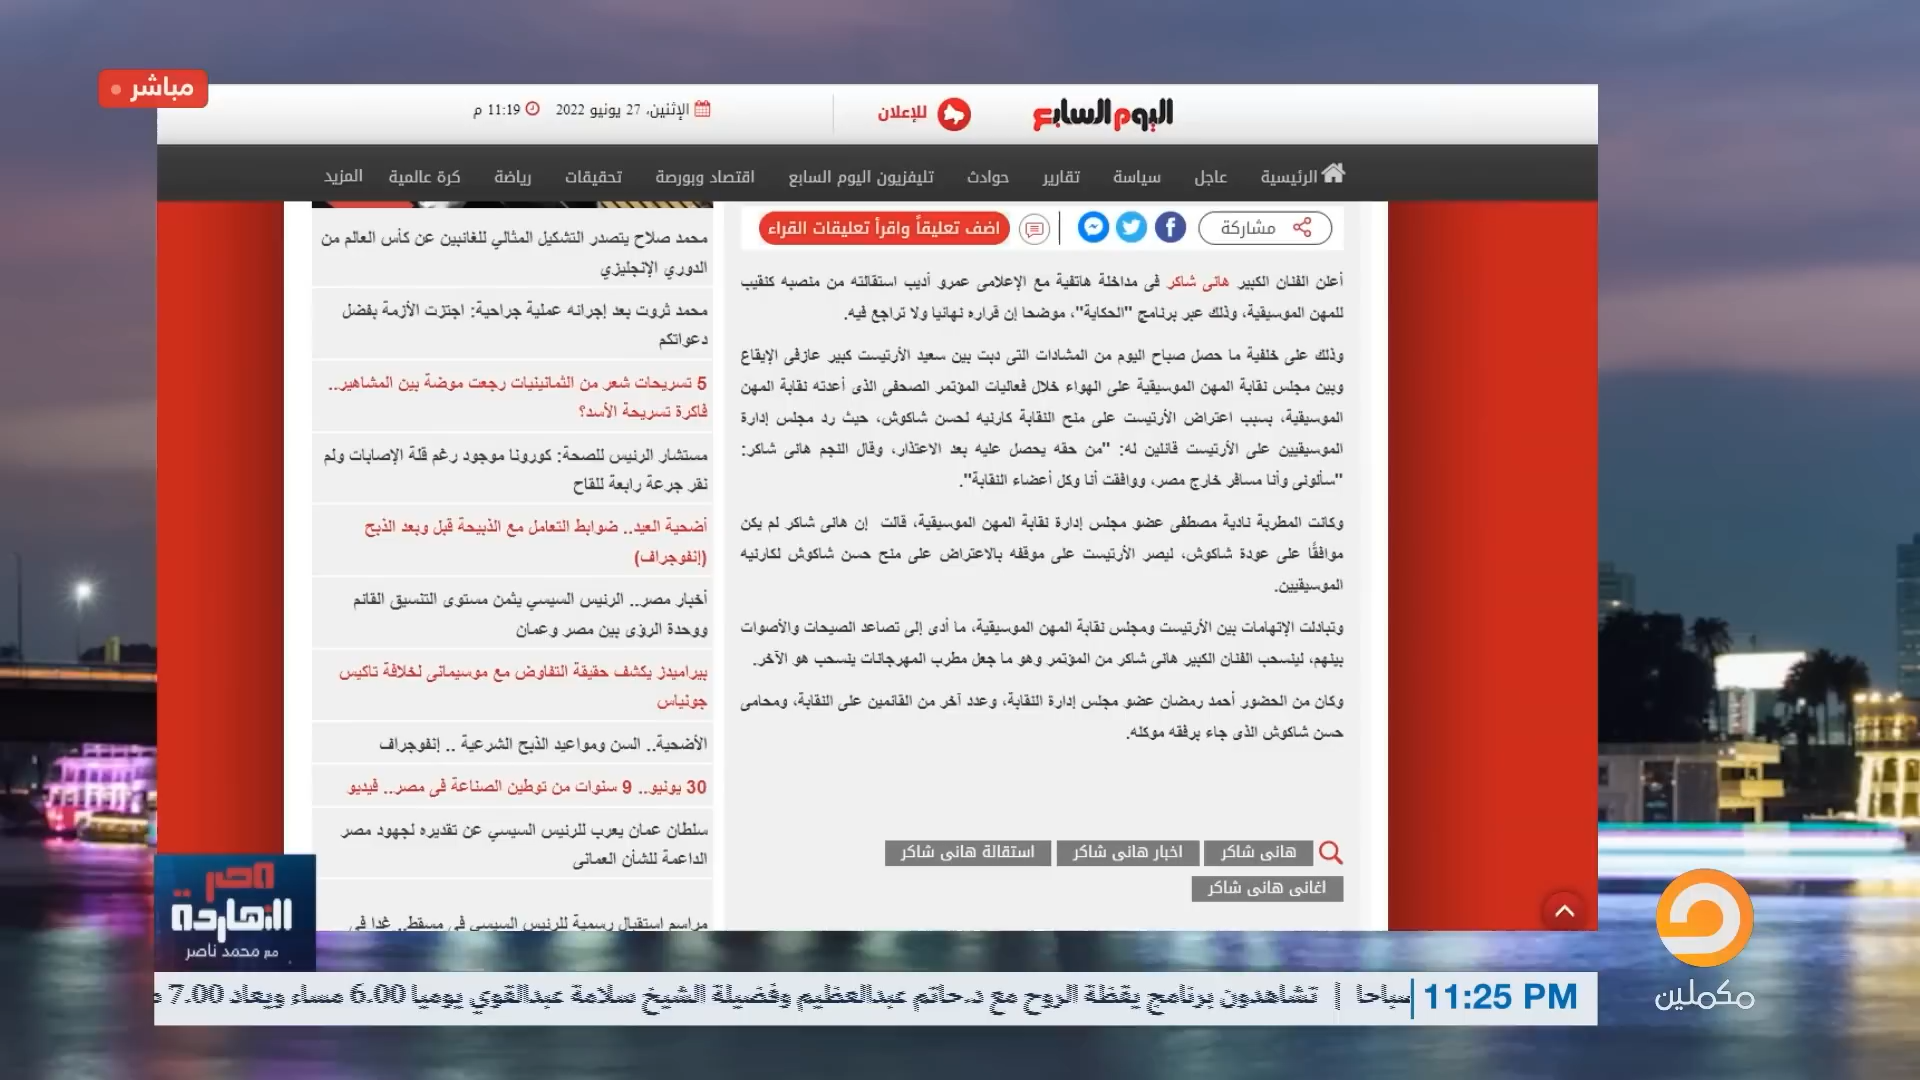 مباشر
اليوم السابع
للإعلان
الإثنين، 27 يونيو 2022
11:19 م
الرئيسية عاجل سياسة تقارير حوادث تليفزيون اليوم السابع اقتصاد وبورصة تحقيقات رياضة كرة عالمية المزيد
مشاركة
اضف تعليقاً واقرأ تعليقات القراء
أعلن الفنان الكبير هانى شاكر فى مداخلة هاتفية مع الإعلامى عمرو أديب استقالته من منصبه كنقيب
للمهن الموسيقية، وذلك عبر برنامج "الحكاية"، موضحا إن قراره نهائيا ولا تراجع فيه.
وذلك على خلفية ما حصل صباح اليوم من المشادات التى دبت بين سعيد الأرتيست كبير عازفى الإيقاع
وبين مجلس نقابة المهن الموسيقية على الهواء خلال فعاليات المؤتمر الصحفى الذى أعدته نقابة المهن
الموسيقية، بسبب اعتراض الأرتيست على منح النقابة كارنيه لحسن شاكوش، حيث رد مجلس إدارة
الموسيقيين على الأرتيست قائلين له: "من حقه يحصل عليه بعد الاعتذار، وقال النجم هانى شاكر:
"سألونى وأنا مسافر خارج مصر، ووافقت أنا وكل أعضاء النقابة".
وكانت المطربة نادية مصطفى عضو مجلس إدارة نقابة المهن الموسيقية، قالت إن هانى شاكر لم يكن
موافقًا على عودة شاكوش، ليصر الأرتيست على موقفه بالاعتراض على منح حسن شاكوش لكارنيه
الموسيقيين.
وتبادلت الإتهامات بين الأرتيست ومجلس نقابة المهن الموسيقية، ما أدى إلى تصاعد الصيحات والأصوات
بينهم، لينسحب الفنان الكبير هانى شاكر من المؤتمر وهو ما جعل مطرب المهرجانات ينسحب هو الآخر.
وكان من الحضور أحمد رمضان عضو مجلس إدارة النقابة، وعدد آخر من القائمين على النقابة، ومحامى
حسن شاكوش الذى جاء برفقه موكله.
هانى شاكر
اخبار هانى شاكر
استقالة هانى شاكر
اغانى هانى شاكر
محمد صلاح يتصدر التشكيل المثالي للغائبين عن كأس العالم من
الدوري الإنجليزي
محمد ثروت بعد إجرائه عملية جراحية: اجتزت الأزمة بفضل
دعواتكم
5 تسريحات شعر من الثمانينيات رجعت موضة بين المشاهير..
فاكرة تسريحة الأسد؟
مستشار الرئيس للصحة: كورونا موجود رغم قلة الإصابات ولم
نقر جرعة رابعة للقاح
أضحية العيد.. ضوابط التعامل مع الذبيحة قبل وبعد الذبح
(إنفوجراف)
أخبار مصر.. الرئيس السيسي يثمن مستوى التنسيق القائم
ووحدة الرؤى بين مصر وعمان
بيراميدز يكشف حقيقة التفاوض مع موسيمانى لخلافة تاكيس
جونياس
الأضحية.. السن ومواعيد الذبح الشرعية .. إنفوجراف
30 يونيو.. 9 سنوات من توطين الصناعة فى مصر.. فيديو
سلطان عمان يعرب للرئيس السيسي عن تقديره لجهود مصر
الداعمة للشأن العمانى
مراسم استقبال رسمية للرئيس السيسى فى مسقط.. غدا فى
مصر
النهاردة
مع محمد ناصر
11:25 PM
صباحا | تشاهدون برنامج يقظة الروح مع د.حاتم عبدالعظيم وفضيلة الشيخ سلامة عبدالقوي يوميا 6.00 مساء ويعاد 7.00
مكملين